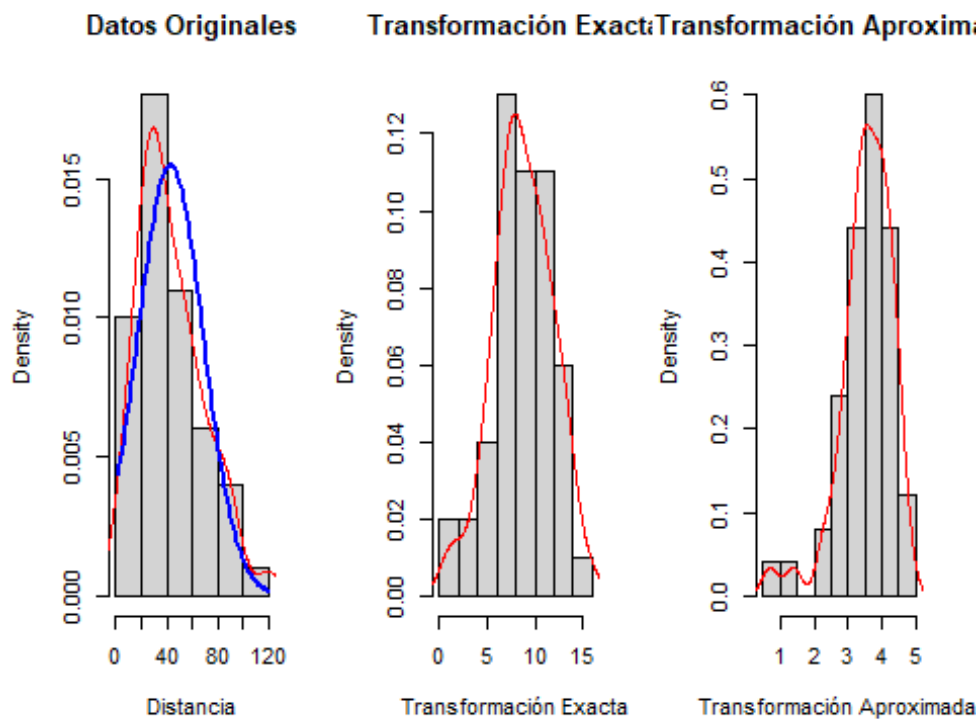 Datos Originales
Density
0.000
0.005
0.010
0.015
0 40 80 120
Distancia
Transformación Exacta
Density
0.00
0.02
0.04
0.06
0.08
0.10
0.12
0 5 10 15
Transformación Exacta
Transformación Aproxima
Density
0.0
0.1
0.2
0.3
0.4
0.5
0.6
1 2 3 4 5
Transformación Aproximada